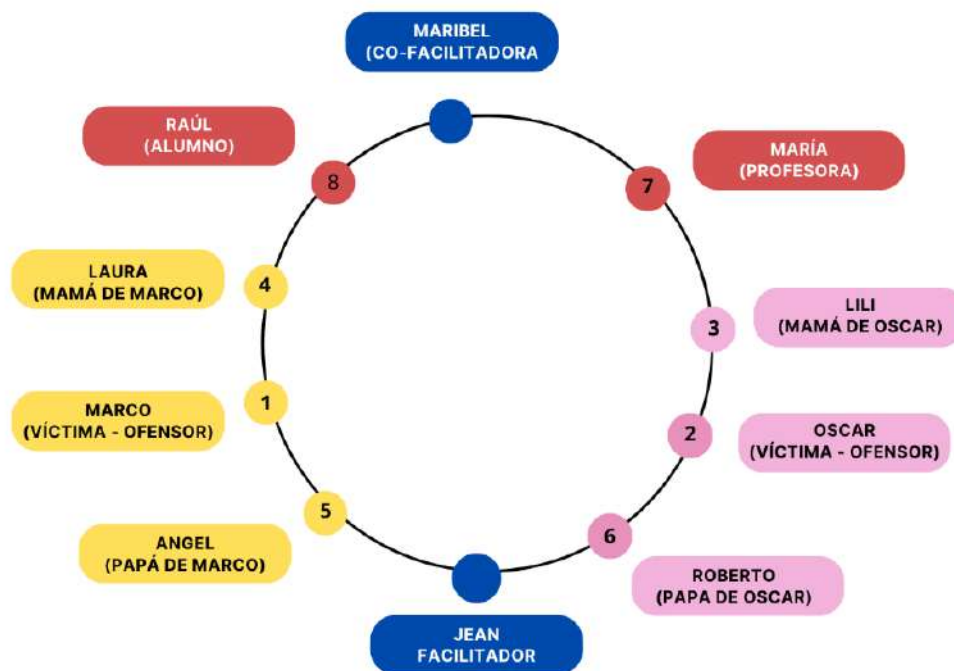 MARIBEL
(CO-FACILITADORA
RAÚL
(ALUMNO)
8
MARÍA
(PROFESORA)
7
LAURA
(MAMÁ DE MARCO)
4
LILI
(MAMÁ DE OSCAR)
3
MARCO
(VÍCTIMA - OFENSOR)
1
OSCAR
(VÍCTIMA - OFENSOR)
2
ANGEL
(PAPÁ DE MARCO)
5
ROBERTO
(PAPA DE OSCAR)
6
JEAN
FACILITADOR